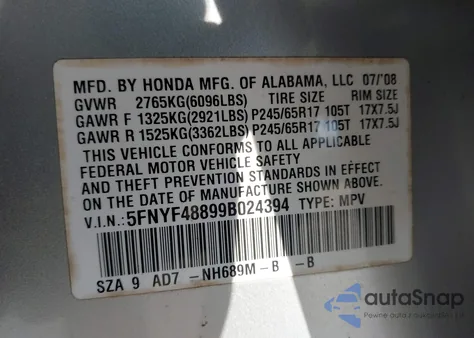 MFD. BY HONDA MFG. OF ALABAMA, LLC 07/'08
GVWR 2765KG(6096LBS) TIRE SIZE RIM SIZE
GAWR F 1325KG(2921LBS) P245/65R17 105T 17X7.5J
GAWR R 1525KG(3362LBS) P245/65R17 105T 17X7.5J
THIS VEHICLE CONFORMS TO ALL APPLICABLE
FEDERAL MOTOR VEHICLE SAFETY
AND THEFT PREVENTION STANDARDS IN EFFECT
ON THE DATE OF MANUFACTURE SHOWN ABOVE.
V.I.N.: 5FNYF48899B024394 TYPE: MPV
SZA 9 AD7 -NH689M-B -B
autoSnap